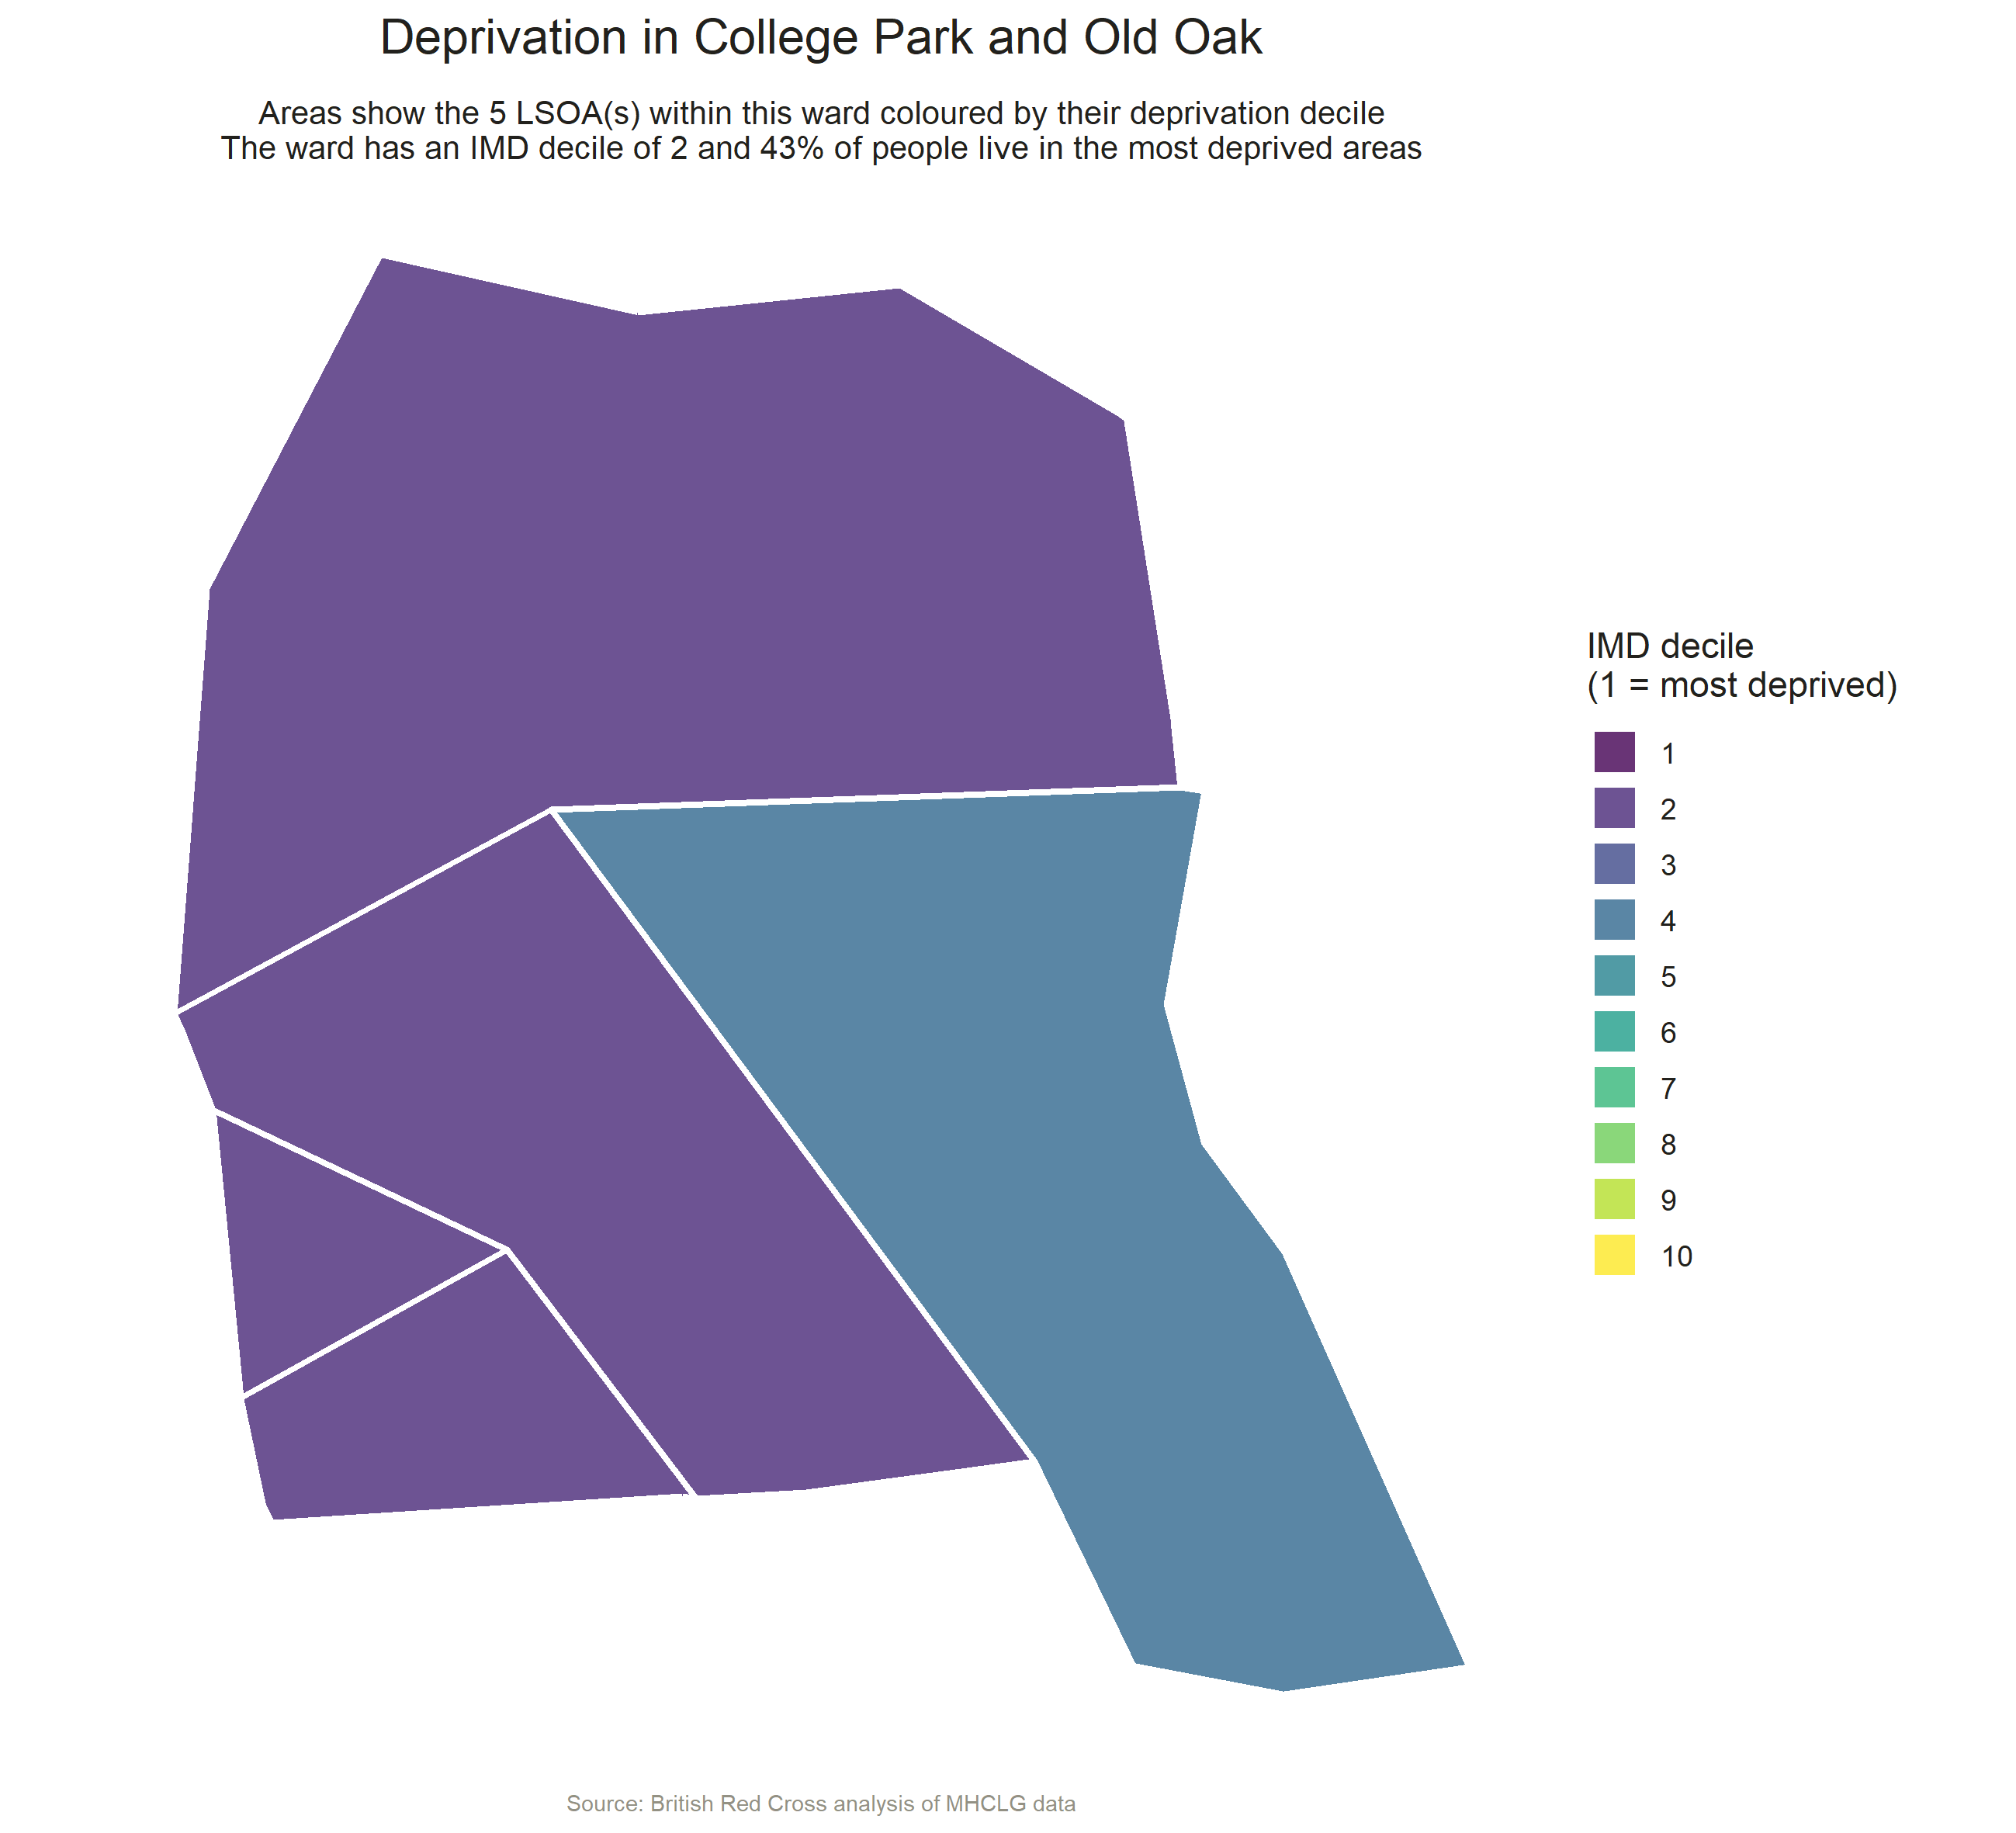 Deprivation in College Park and Old Oak
Areas show the 5 LSOA(s) within this ward coloured by their deprivation decile
The ward has an IMD decile of 2 and 43% of people live in the most deprived areas
IMD decile
(1 = most deprived)
1
2
3
4
5
6
7
8
9
10
Source: British Red Cross analysis of MHCLG data